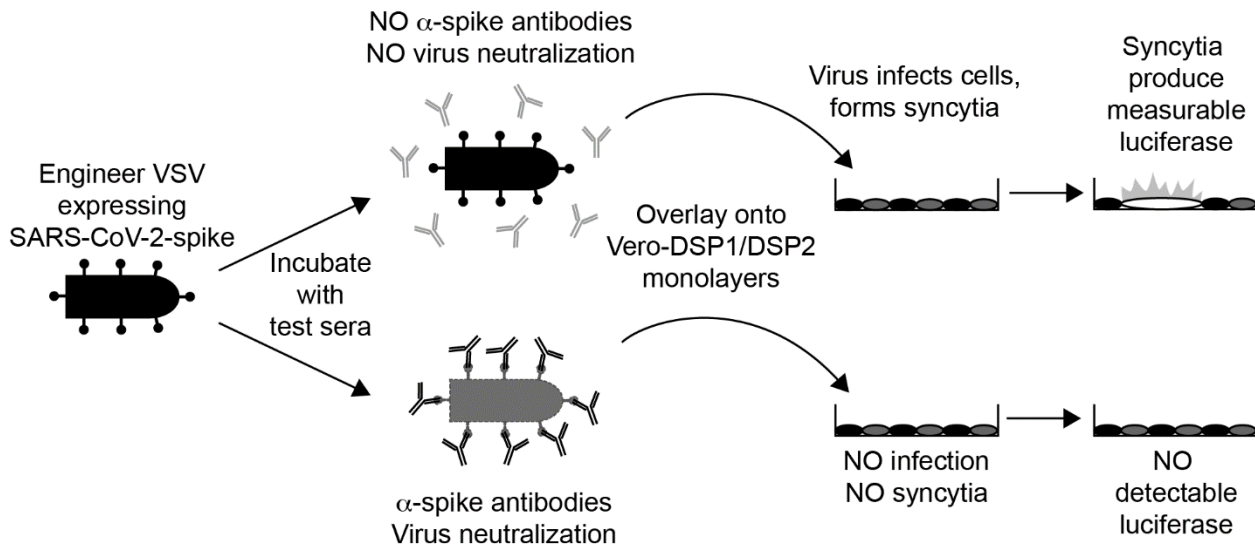 NO α-spike antibodies
NO virus neutralization
Engineer VSV
expressing
SARS-CoV-2-spike
Incubate
with
test sera
α-spike antibodies
Virus neutralization
Overlay onto
Vero-DSP1/DSP2
monolayers
Virus infects cells,
forms syncytia
Syncytia
produce
measurable
luciferase
NO infection
NO syncytia
NO
detectable
luciferase